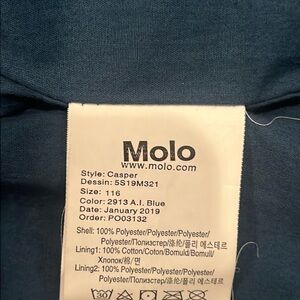 Molo
www.molo.com
Style: Casper
Dessin: 5S19M321
Size: 116
Color: 2913 A.I. Blue
Date: January 2019
Order: PO03132
Shell: 100% Polyester/Polyester/Polyester/
Polyester/Полиэстер/涤纶/폴리 에스테르
Lining1: 100% Cotton/Coton/Bomuld/Bomull/
Хлопок/棉/면
Lining2: 100% Polyester/Polyester/Polyester/
Polyester/Полиэстер/涤纶/폴리 에스테르
30